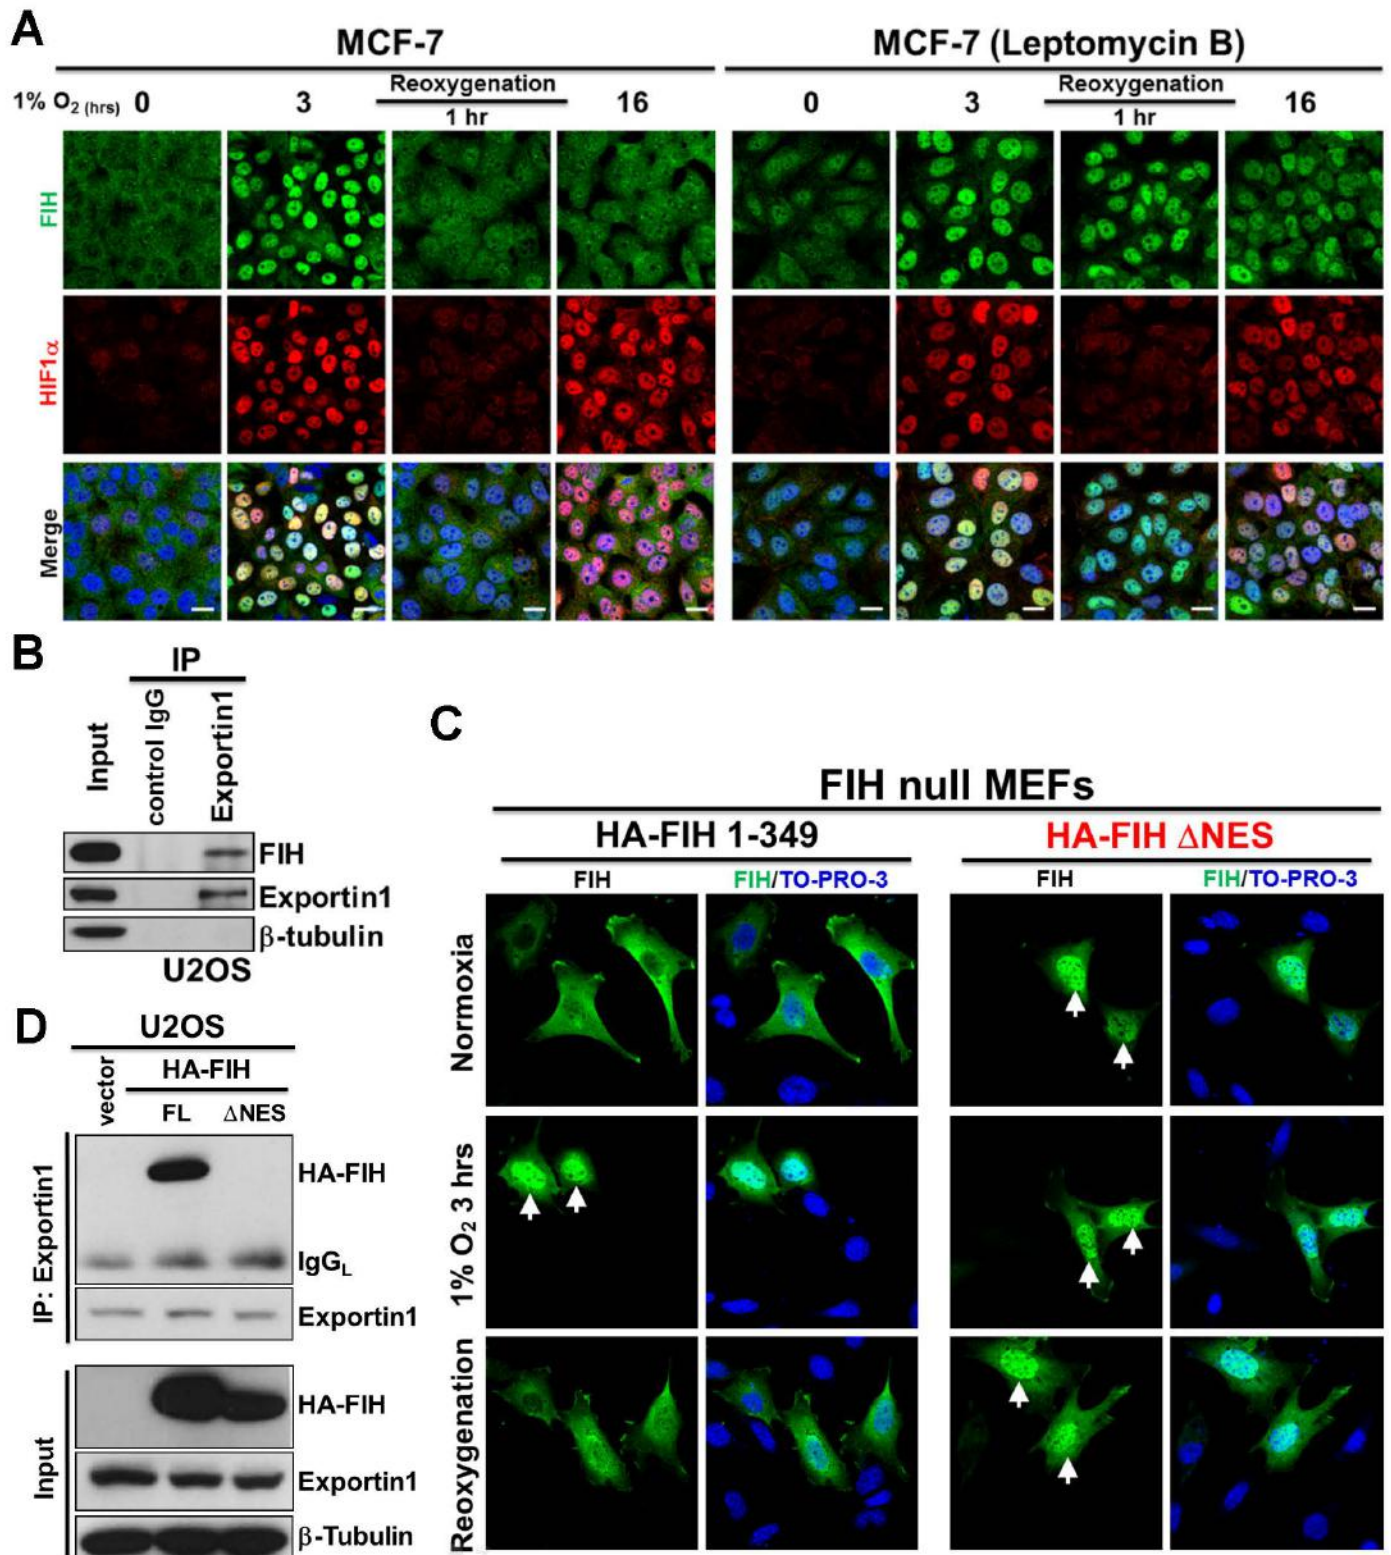 A
MCF-7
MCF-7 (Leptomycin B)
1% O2 (hrs) 0 3 Reoxygenation 1 hr 16 0 3 Reoxygenation 1 hr 16
FIH
HIF1α
Merge
B
IP
Input control IgG Exportin1
FIH
Exportin1
β-tubulin
U2OS
C
FIH null MEFs
HA-FIH 1-349 HA-FIH ΔNES
FIH FIH/TO-PRO-3 FIH FIH/TO-PRO-3
Normoxia
1% O2 3 hrs
Reoxygenation
D
U2OS
vector HA-FIH
FL ΔNES
IP: Exportin1
HA-FIH
IgGL
Exportin1
Input
HA-FIH
Exportin1
β-Tubulin